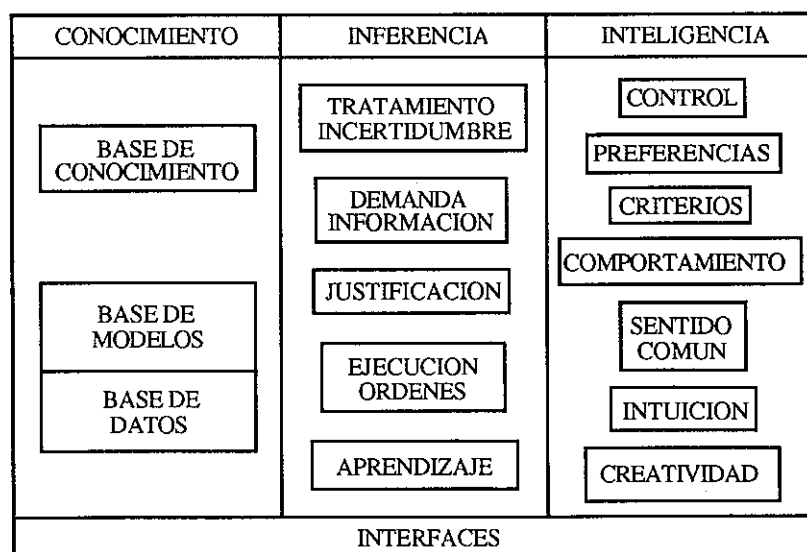 CONOCIMIENTO
INFERENCIA
INTELIGENCIA
BASE DE
CONOCIMIENTO
BASE DE
MODELOS
BASE DE
DATOS
TRATAMIENTO
INCERTIDUMBRE
DEMANDA
INFORMACION
JUSTIFICACION
EJECUCION
ORDENES
APRENDIZAJE
CONTROL
PREFERENCIAS
CRITERIOS
COMPORTAMIENTO
SENTIDO
COMUN
INTUICION
CREATIVIDAD
INTERFACES